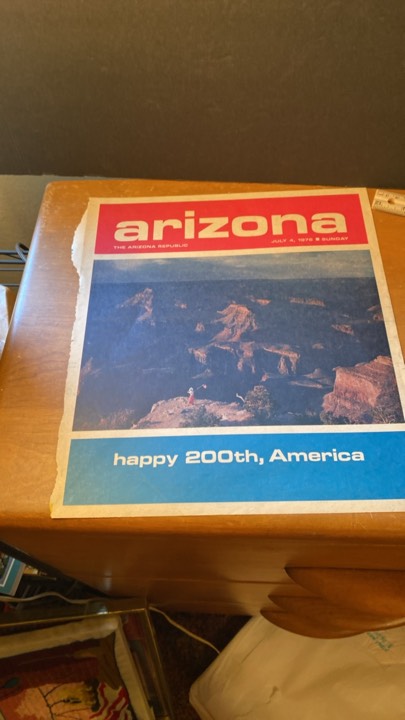 arizona
THE ARIZONA REPUBLIC
JULY 4, 1976 ■ SUNDAY
happy 200th, America